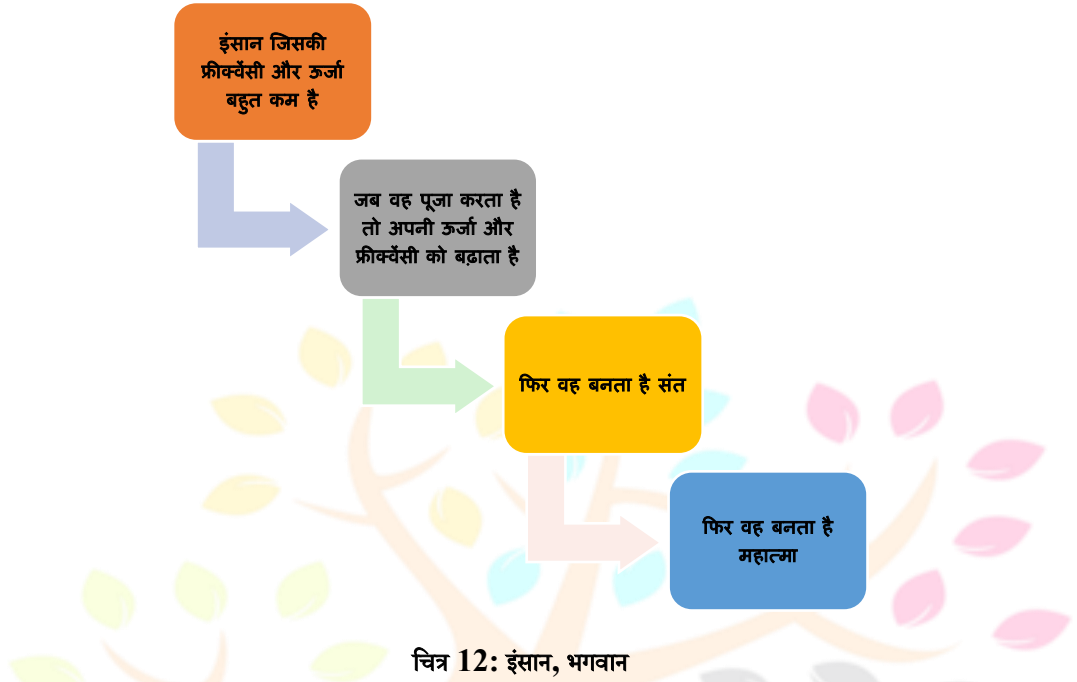 इंसान जिसकी
फ्रीक्वेंसी और ऊर्जा
बहुत कम है
जब वह पूजा करता है
तो अपनी ऊर्जा और
फ्रीक्वेंसी को बढ़ाता है
फिर वह बनता है संत
फिर वह बनता है
महात्मा
चित्र 12: इंसान, भगवान